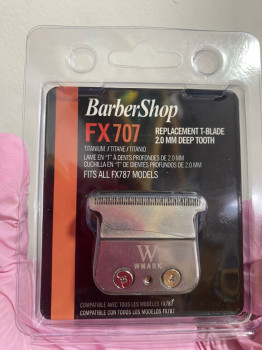 BarberShop
FX707
REPLACEMENT T-BLADE
2.0 MM DEEP TOOTH
TITANIUM / TITANE / TITANIO
LAME EN "T" À DENTS PROFONDES DE 2.0 MM
CUCHILLA EN "T" DE DIENTES PROFUNDOS DE 2.0 MM
FITS ALL FX787 MODELS
W
WMARK
COMPATIBLE AVEC TOUS LES MODÈLES FX787
COMPATIBLE CON TODOS LOS MODELOS FX787